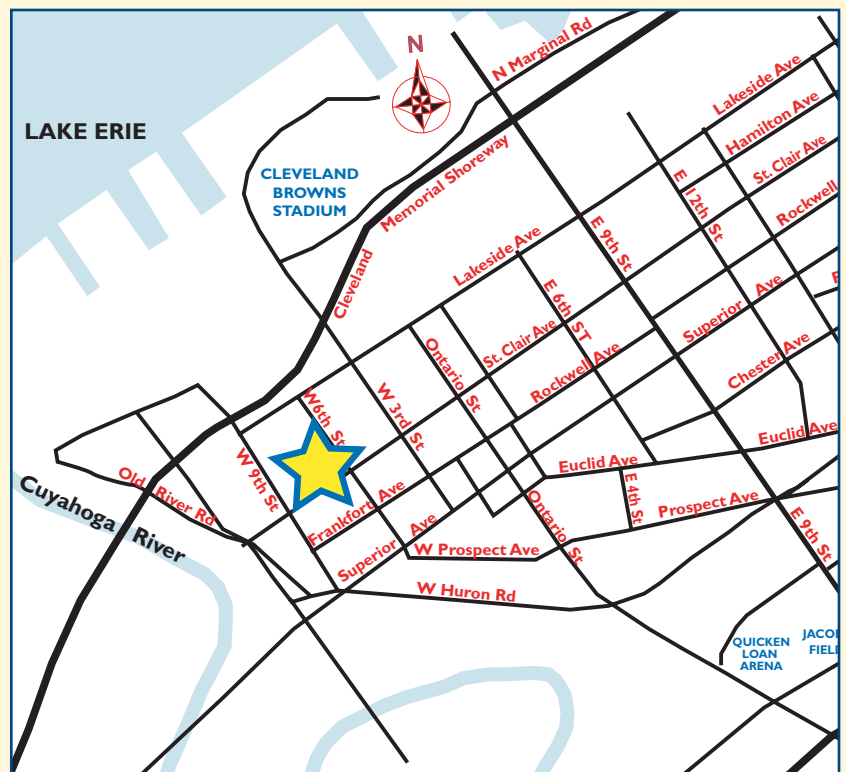 N
N Marginal Rd
Lakeside Ave
Hamilton Ave
St. Clair Ave
Rockwell
LAKE ERIE
CLEVELAND
BROWNS
STADIUM
Cleveland
Memorial Shoreway
Lakeside Ave
E 9th St
E 12th St
E 6th ST
St. Clair Ave
Rockwell Ave
Superior Ave
Chester Ave
Ontario St
W 3rd St
W6th St
W 9th St
Euclid Ave
Euclid Ave
E 4th St
Prospect Ave
Ontario St
E 9th St
Old River Rd
Cuyahoga River
Frankfort Ave
Superior Ave
W Prospect Ave
W Huron Rd
QUICKEN
LOAN
ARENA
JACO
FIEL